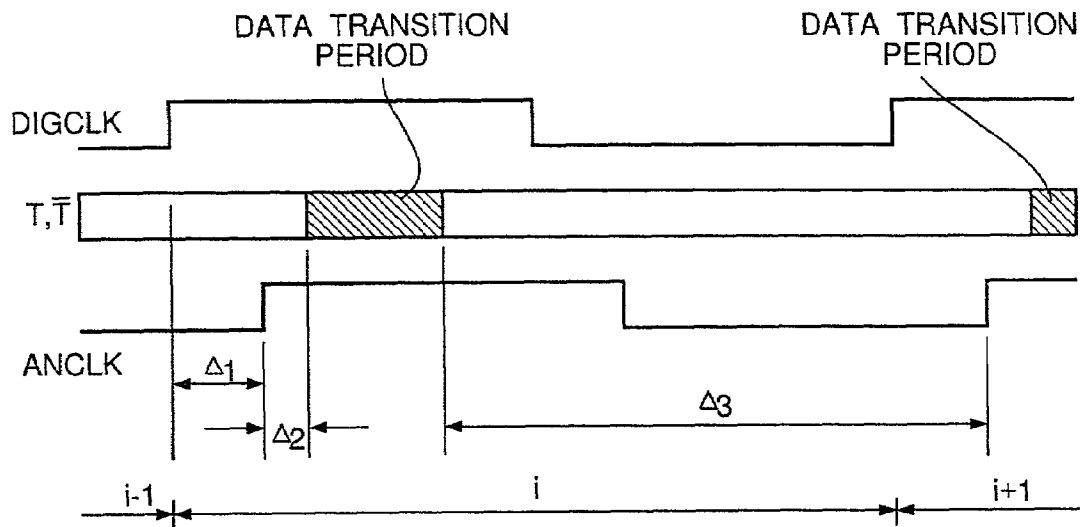 DATA TRANSITION
PERIOD
DATA TRANSITION
PERIOD
DIGCLK
T, T̿
ANCLK
Δ1
Δ2
Δ3
i-1
i
i+1